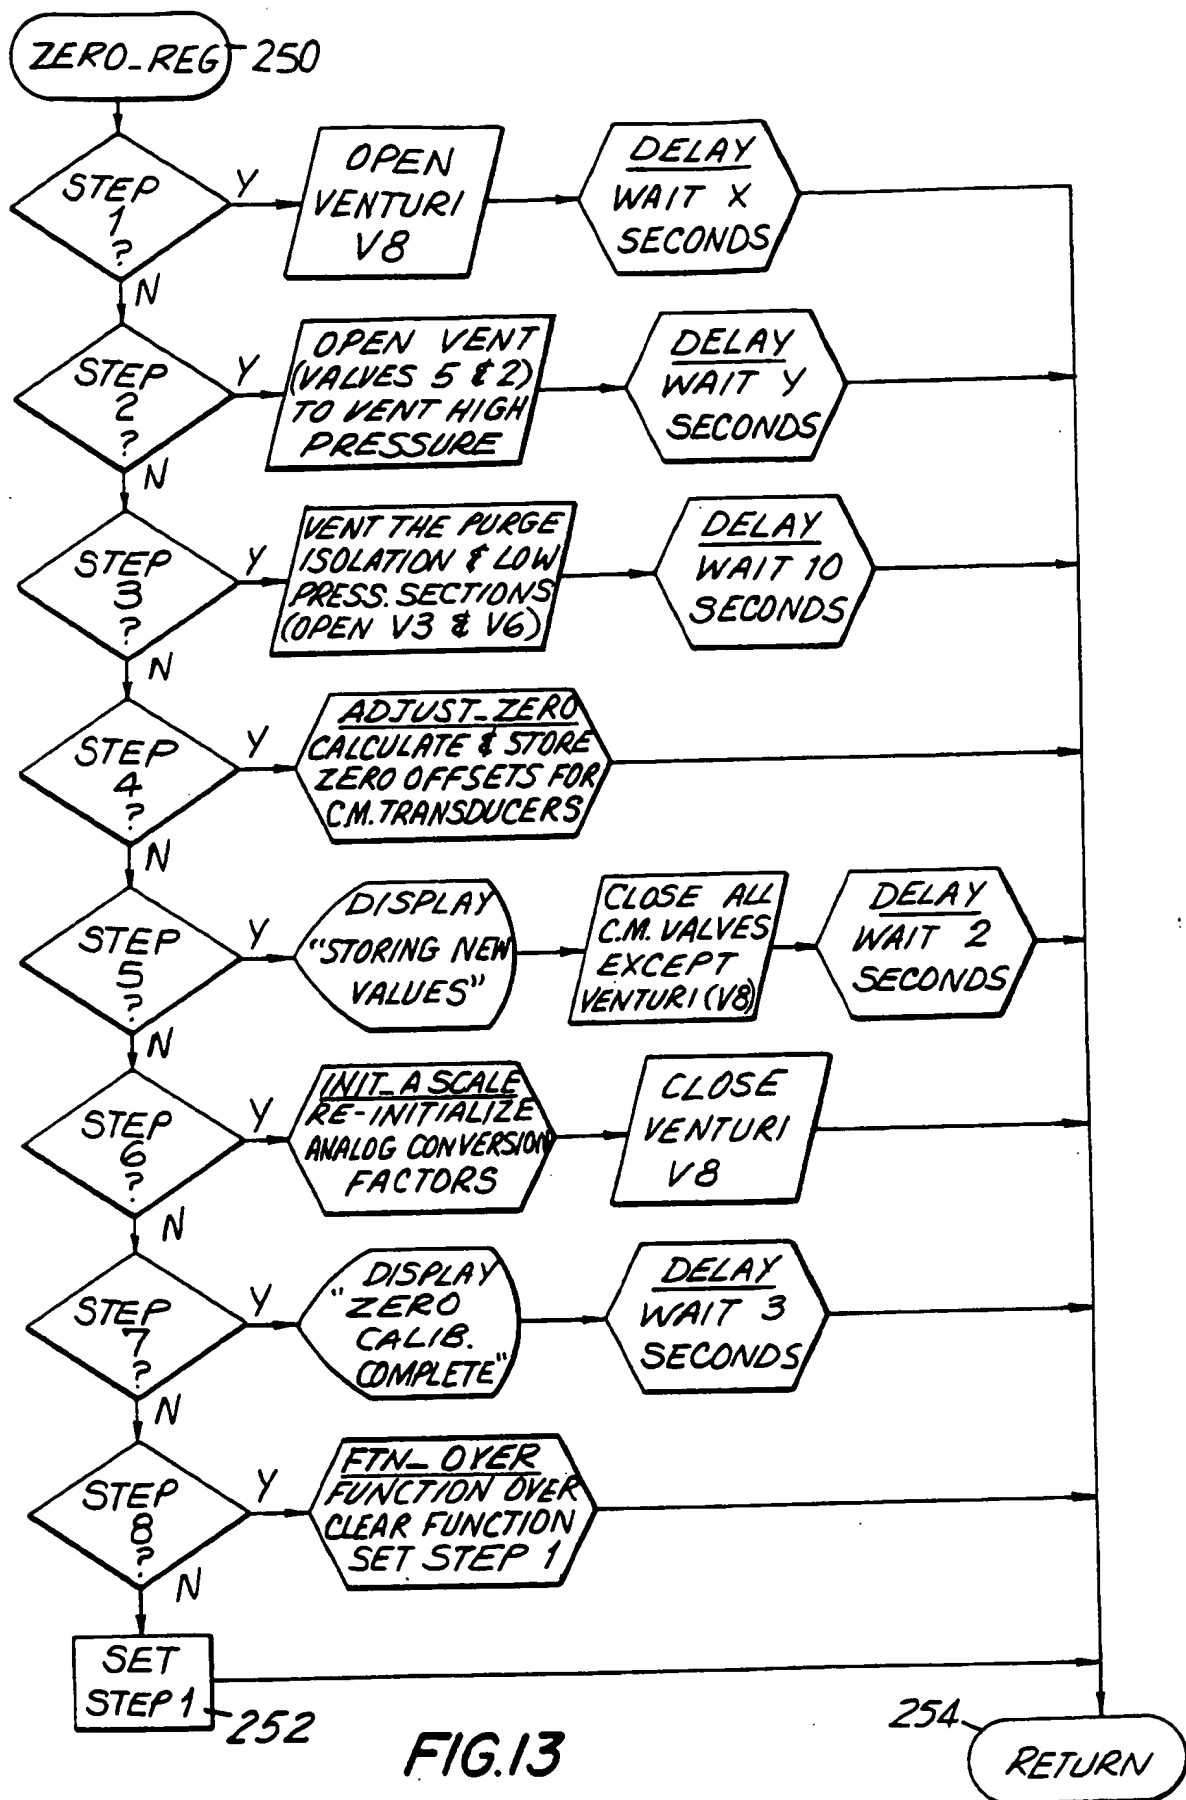 ZERO_REG 250
STEP
1
?
Y
N
OPEN
VENTURI
V8
DELAY
WAIT X
SECONDS
STEP
2
?
Y
N
OPEN VENT
(VALVES 5 & 2)
TO VENT HIGH
PRESSURE
DELAY
WAIT Y
SECONDS
STEP
3
?
Y
N
VENT THE PURGE
ISOLATION & LOW
PRESS. SECTIONS
(OPEN V3 & V6)
DELAY
WAIT 10
SECONDS
STEP
4
?
Y
N
ADJUST_ZERO
CALCULATE & STORE
ZERO OFFSETS FOR
C.M. TRANSDUCERS
STEP
5
?
Y
N
DISPLAY
"STORING NEW
VALUES"
CLOSE ALL
C.M. VALVES
EXCEPT
VENTURI (V8)
DELAY
WAIT 2
SECONDS
STEP
6
?
Y
N
INIT_A SCALE
RE-INITIALIZE
ANALOG CONVERSION
FACTORS
CLOSE
VENTURI
V8
STEP
7
?
Y
N
DISPLAY
"ZERO
CALIB.
COMPLETE"
DELAY
WAIT 3
SECONDS
STEP
8
?
Y
N
FTN_OVER
FUNCTION OVER
CLEAR FUNCTION
SET STEP 1
SET
STEP 1
252
254
RETURN
FIG.13